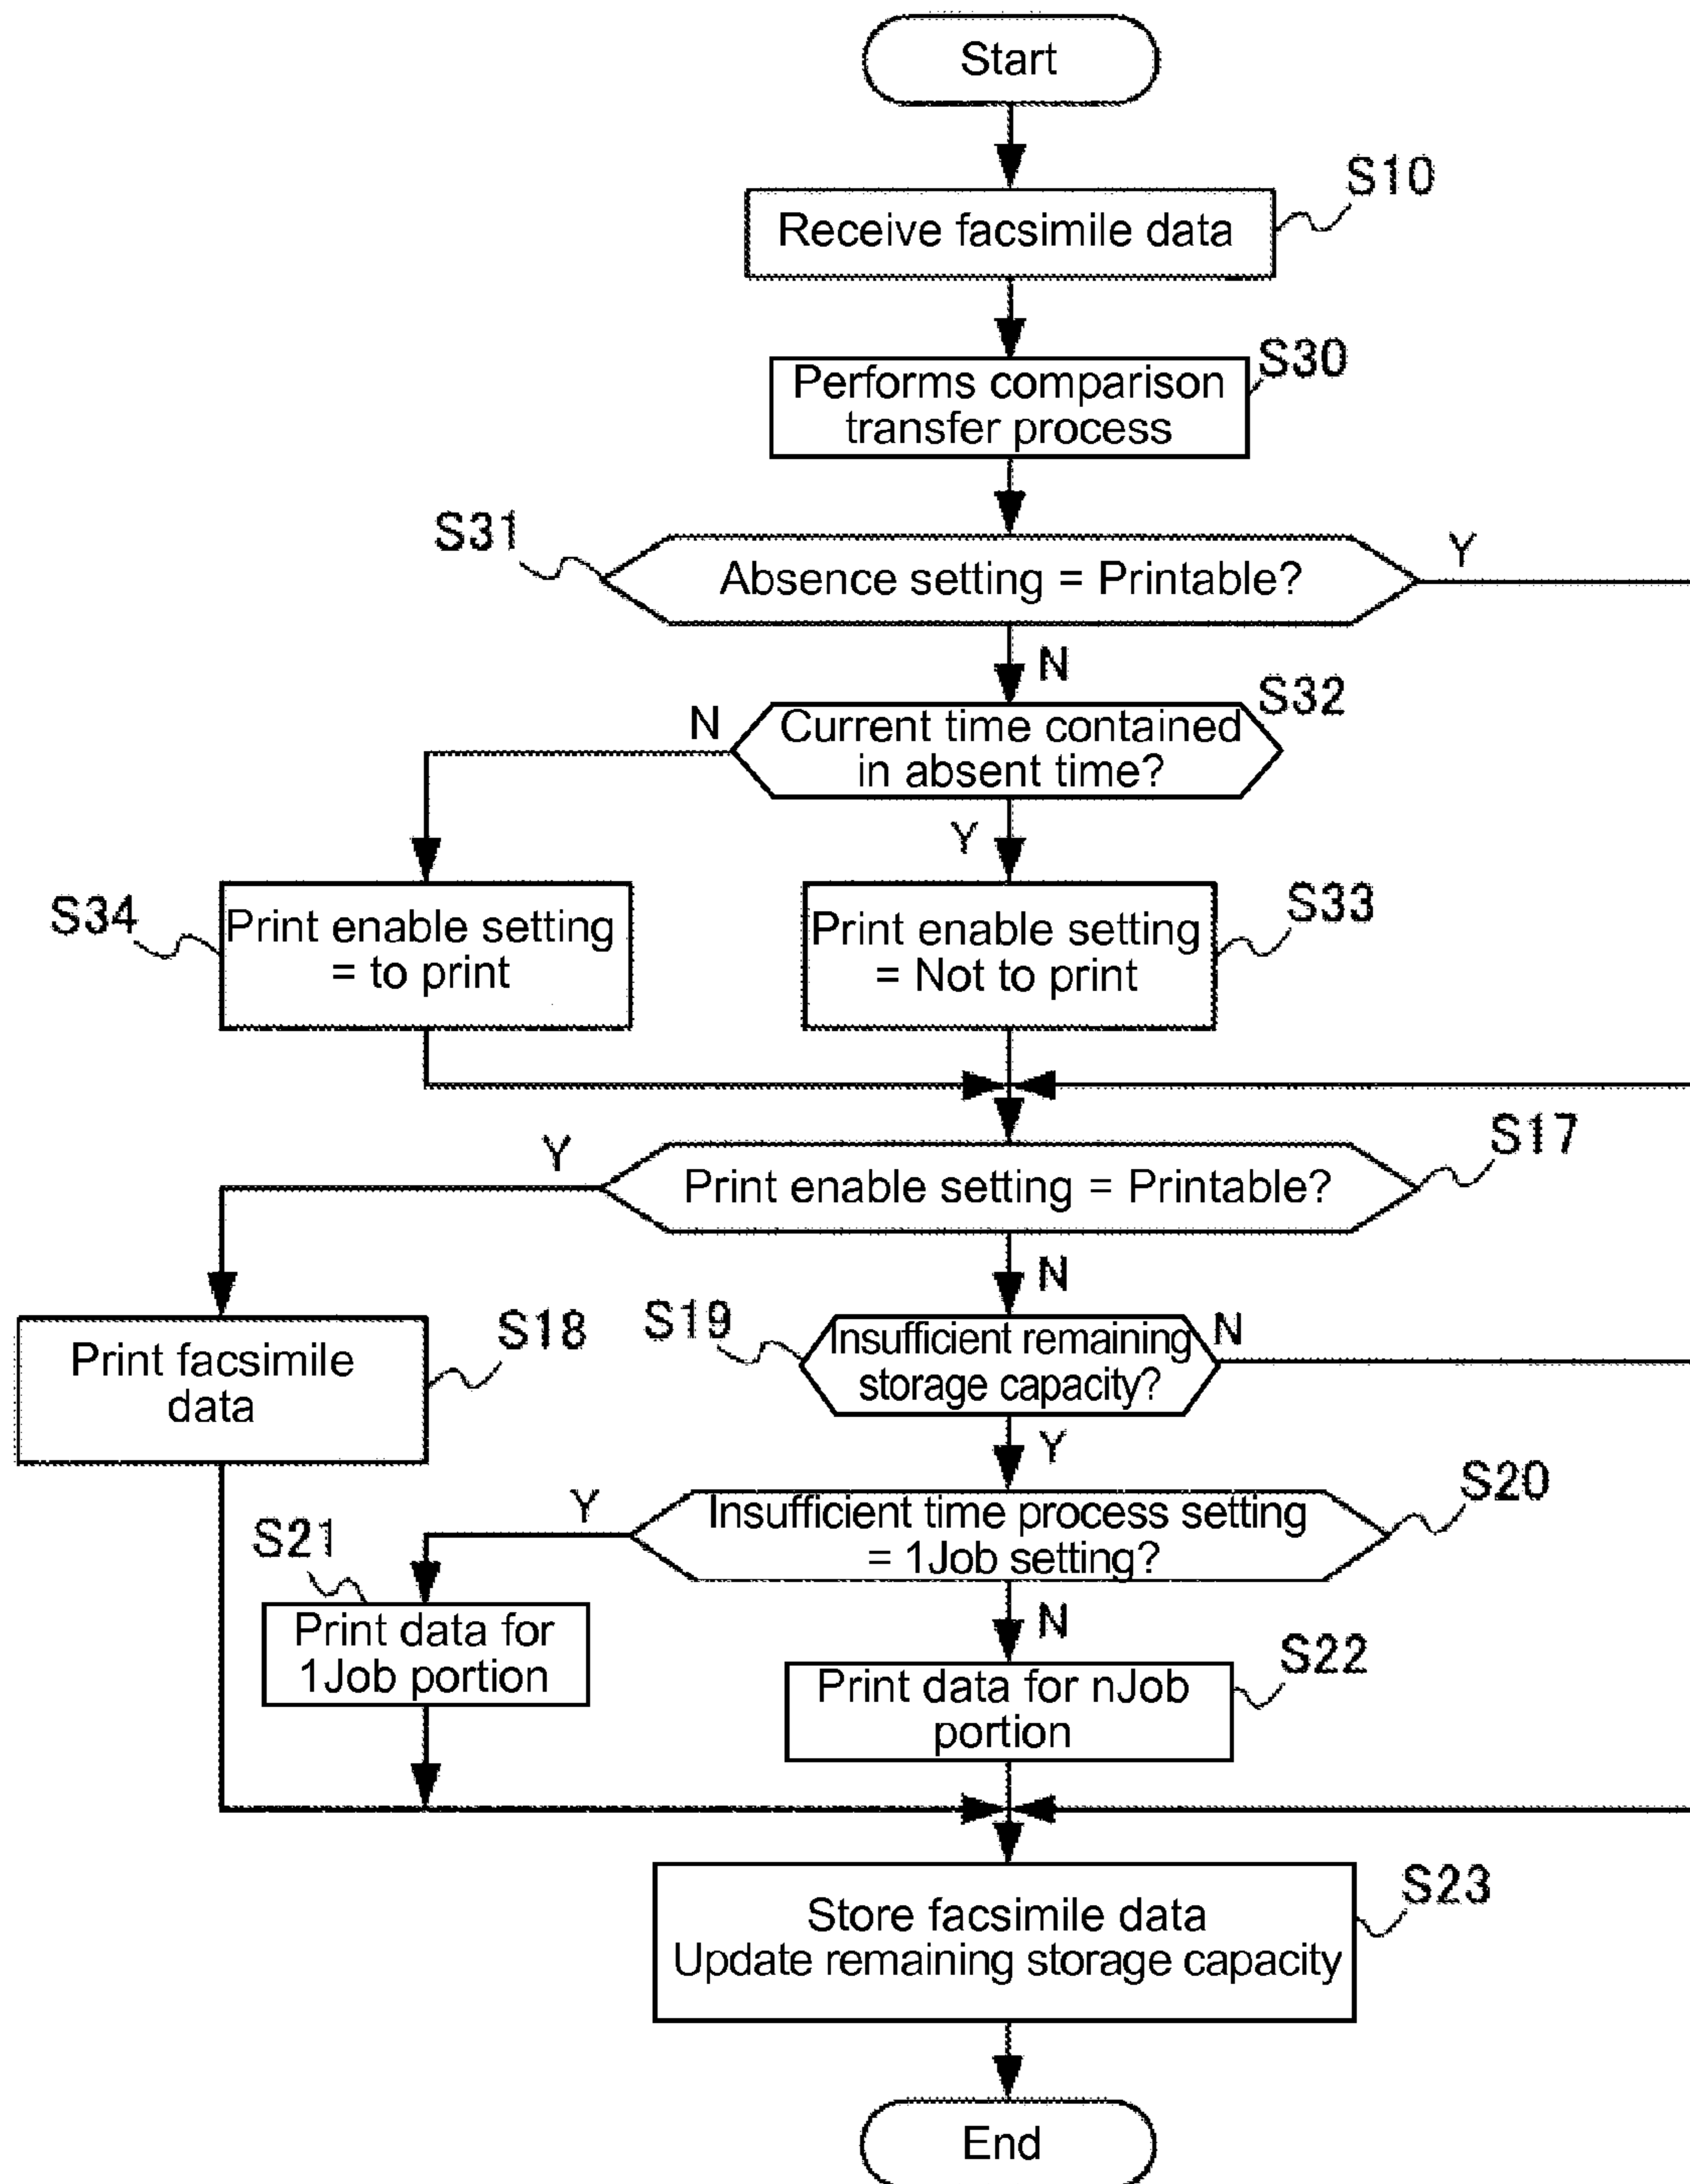 Start
S10
Receive facsimile data
S30
Performs comparison
transfer process
S31
Absence setting = Printable?
Y
N
S32
Current time contained
in absent time?
N
Y
S34
Print enable setting
= to print
Print enable setting
= Not to print
S33
S17
Y
Print enable setting = Printable?
N
S18
Print facsimile
data
S19
Insufficient remaining
storage capacity?
N
Y
S20
Y
Insufficient time process setting
= 1Job setting?
S21
Print data for
1Job portion
N
S22
Print data for nJob
portion
S23
Store facsimile data
Update remaining storage capacity
End